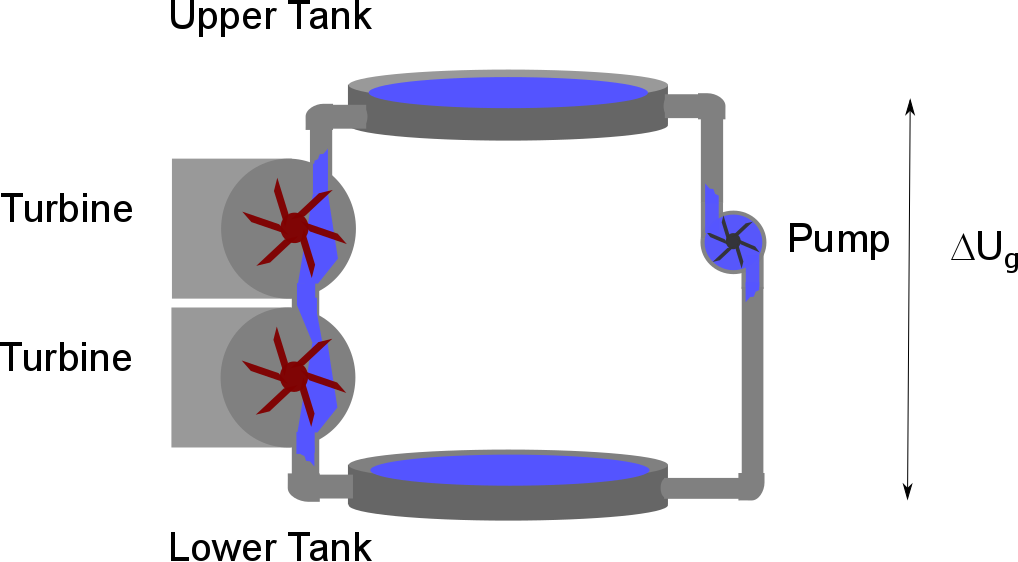 Upper Tank
Turbine
Pump
ΔUg
Turbine
Lower Tank